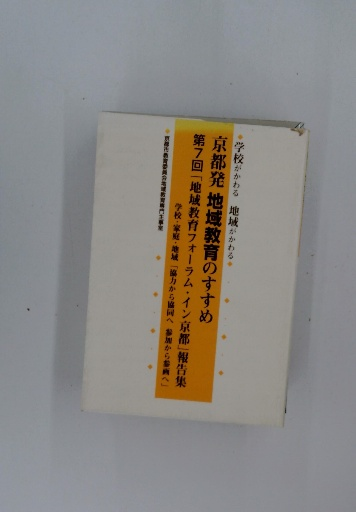 学校がかわる 地域がかわる
京都発 地域教育のすすめ
第7回「地域教育フォーラム・イン京都」報告集
学校・家庭・地域「協力から協同へ 参加から参画へ」
京都市教育委員会地域教育専門主事室